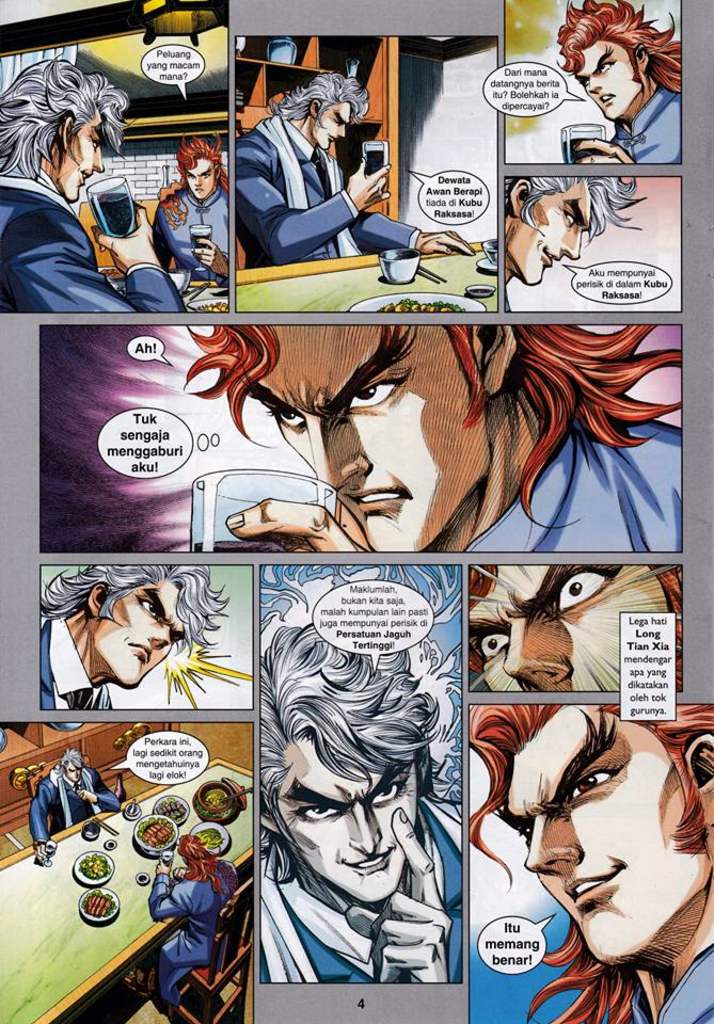 Peluang
yang macam
mana?
Dewata
Awan Berapi
tiada di Kubu
Raksasa!
Dari mana
datangnya berita
itu? Bolehkah ia
dipercayai?
Aku mempunyai
perisik di dalam Kubu
Raksasa!
Ah!
Tuk
sengaja
menggaburi
aku!
Maklumlah,
bukan kita saja,
malah kumpulan lain pasti
juga mempunyai perisik di
Persatuan Jaguh
Tertinggi!
Lega hati
Long
Tian Xia
mendengar
apa yang
dikatakan
oleh tok
gurunya.
Perkara ini,
lagi sedikit orang
mengetahuinya
lagi elok!
Itu
memang
benar!
4